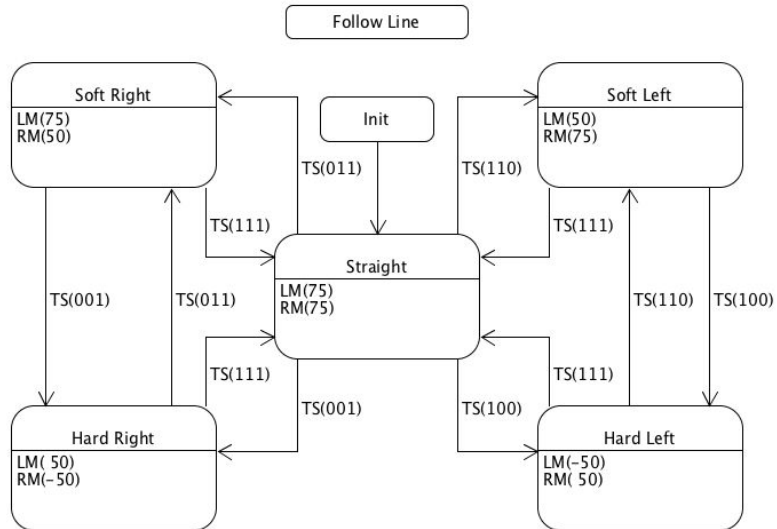 Follow Line
Soft Right
LM(75)
RM(50)
Init
Soft Left
LM(50)
RM(75)
TS(011)
TS(110)
TS(111)
TS(111)
Straight
LM(75)
RM(75)
TS(001)
TS(011)
TS(110)
TS(100)
TS(111)
TS(111)
TS(001)
TS(100)
Hard Right
LM( 50)
RM(-50)
Hard Left
LM(-50)
RM( 50)